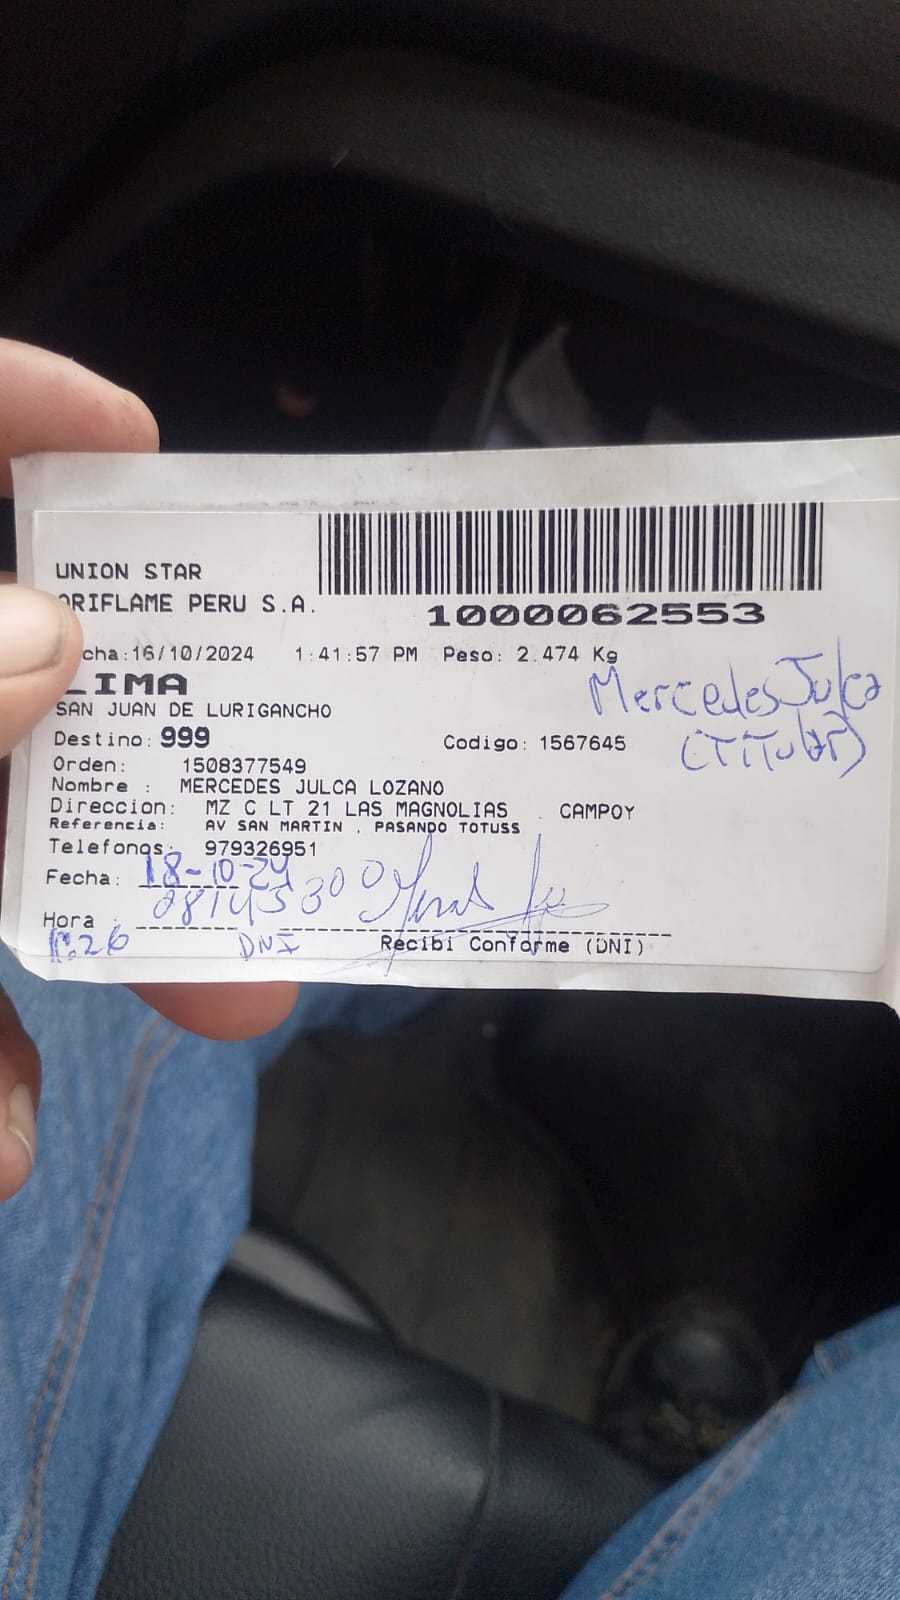 UNION STAR
ORIFLAME PERU S.A.
1000062553
cha:16/10/2024 1:41:57 PM Peso: 2.474 Kg
LIMA
Mercedes Julca
(TiTular)
SAN JUAN DE LURIGANCHO
Destino: 999 Codigo: 1567645
Orden: 1508377549
Nombre : MERCEDES JULCA LOZANO
Direccion: MZ C LT 21 LAS MAGNOLIAS . CAMPOY
Referencia: AV SAN MARTIN , PASANDO TOTUSS
Telefonos: 979326951
Fecha: 18-10-24
Hora :
DNI Recibi Conforme (DNI)